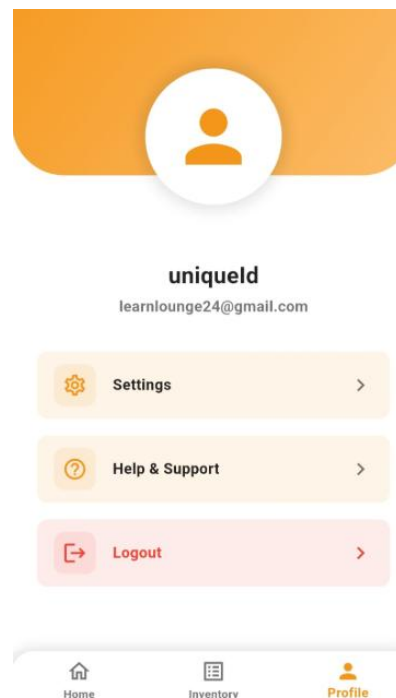 uniqueId
learnlounge24@gmail.com
Settings
Help & Support
Logout
Home
Inventory
Profile